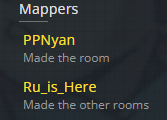 Mappers
PPNyan
Made the room
Ru_is_Here
Made the other rooms